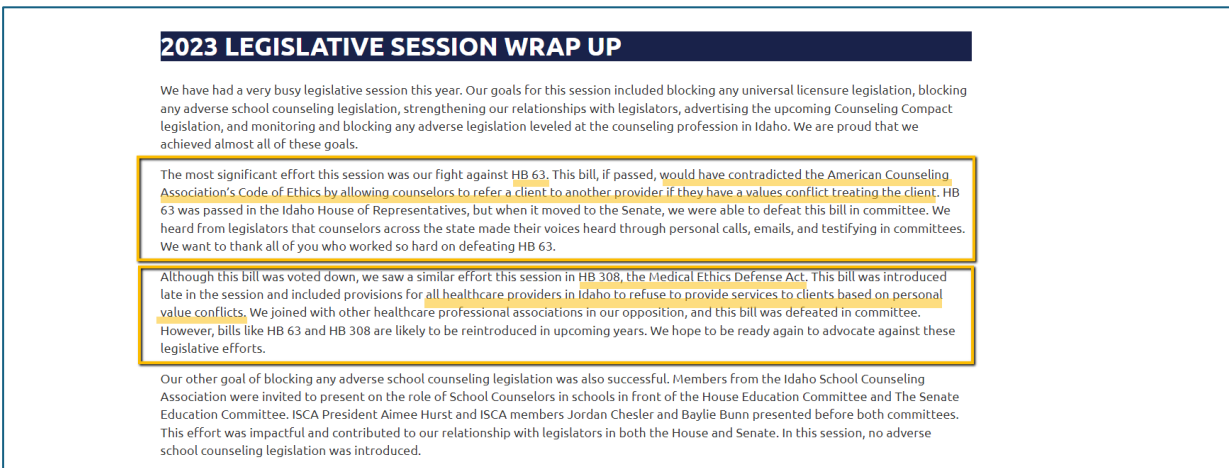 2023 LEGISLATIVE SESSION WRAP UP
We have had a very busy legislative session this year. Our goals for this session included blocking any universal licensure legislation, blocking
any adverse school counseling legislation, strengthening our relationships with legislators, advertising the upcoming Counseling Compact
legislation, and monitoring and blocking any adverse legislation leveled at the counseling profession in Idaho. We are proud that we
achieved almost all of these goals.
The most significant effort this session was our fight against HB 63. This bill, if passed, would have contradicted the American Counseling
Association's Code of Ethics by allowing counselors to refer a client to another provider if they have a values conflict treating the client. HB
63 was passed in the Idaho House of Representatives, but when it moved to the Senate, we were able to defeat this bill in committee. We
heard from legislators that counselors across the state made their voices heard through personal calls, emails, and testifying in committees.
We want to thank all of you who worked so hard on defeating HB 63.
Although this bill was voted down, we saw a similar effort this session in HB 308, the Medical Ethics Defense Act. This bill was introduced
late in the session and included provisions for all healthcare providers in Idaho to refuse to provide services to clients based on personal
value conflicts. We joined with other healthcare professional associations in our opposition, and this bill was defeated in committee.
However, bills like HB 63 and HB 308 are likely to be reintroduced in upcoming years. We hope to be ready again to advocate against these
legislative efforts.
Our other goal of blocking any adverse school counseling legislation was also successful. Members from the Idaho School Counseling
Association were invited to present on the role of School Counselors in schools in front of the House Education Committee and The Senate
Education Committee. ISCA President Aimee Hurst and ISCA members Jordan Chesler and Baylie Bunn presented before both committees.
This effort was impactful and contributed to our relationship with legislators in both the House and Senate. In this session, no adverse
school counseling legislation was introduced.